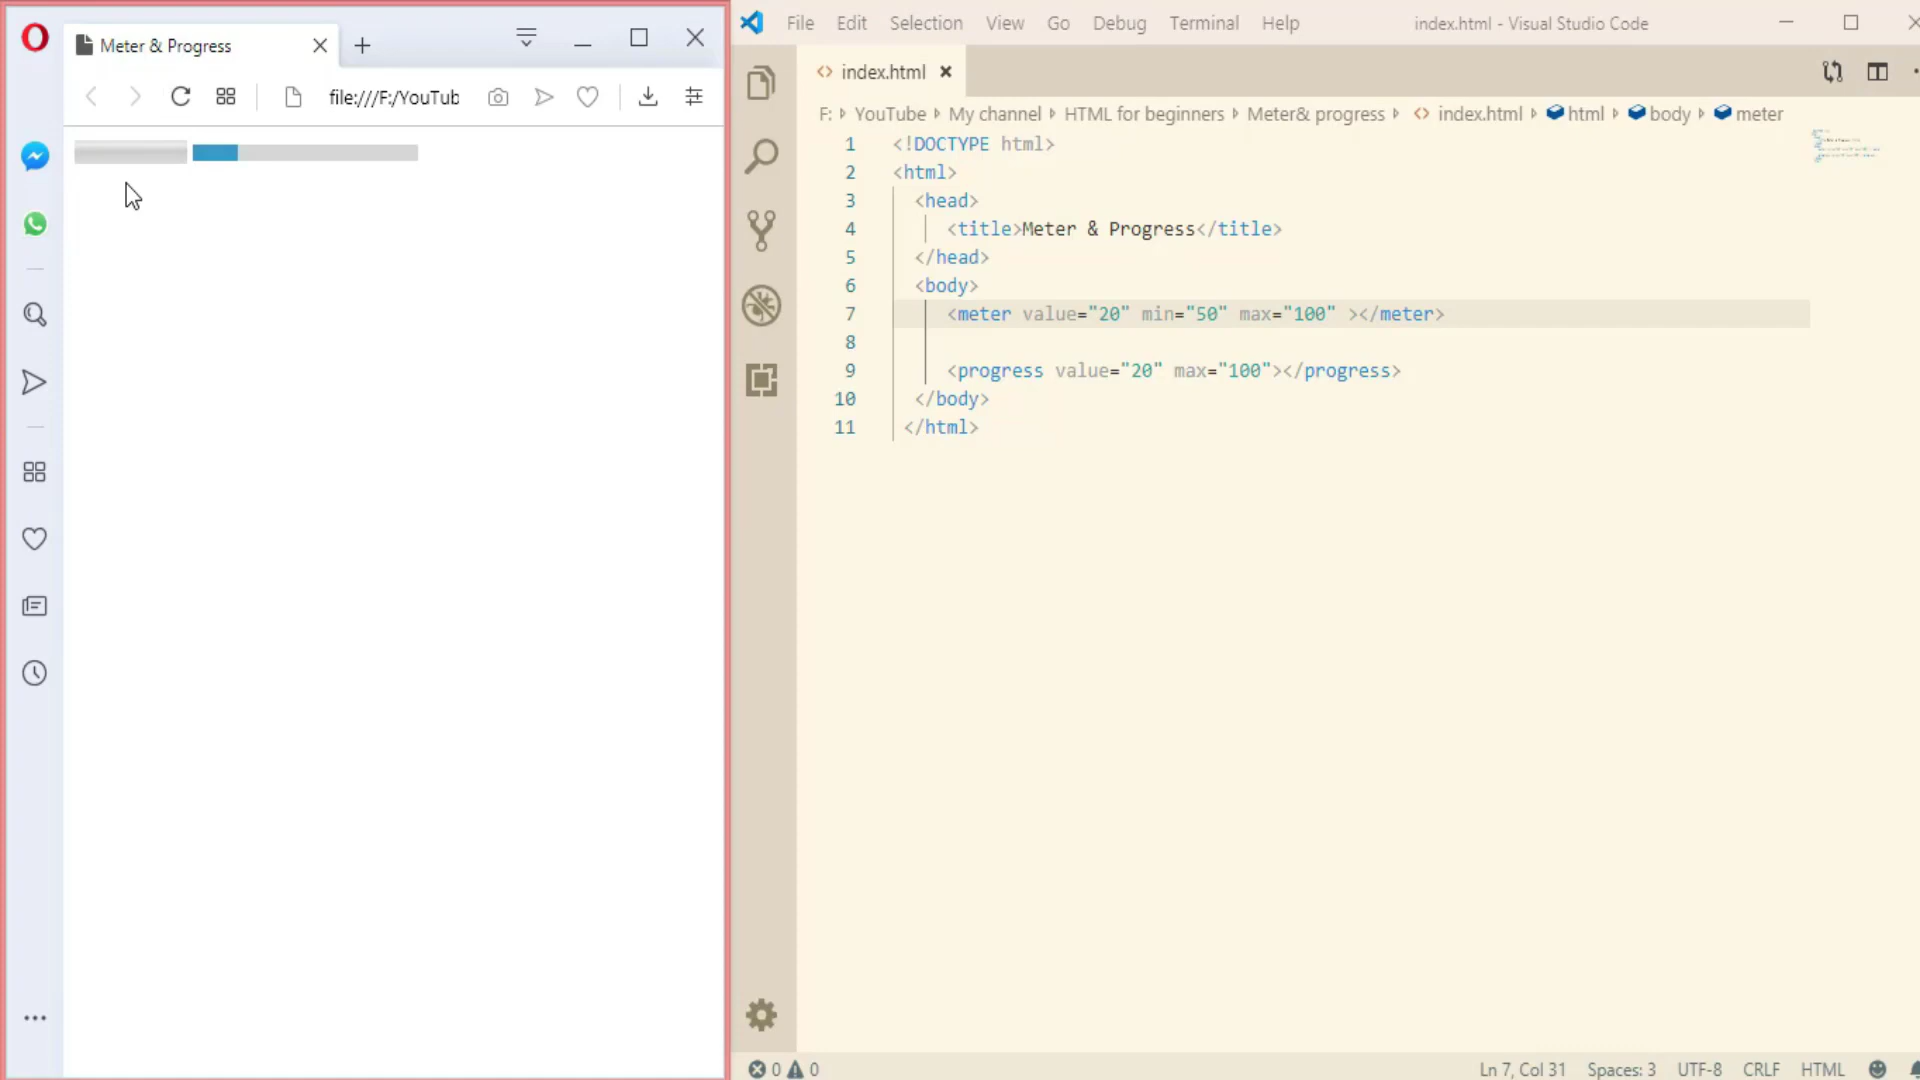 Meter & Progress
file:///F:/YouTub
File Edit Selection View Go Debug Terminal Help
index.html - Visual Studio Code
index.html
F: YouTube My channel HTML for beginners Meter& progress index.html html body meter
1 <!DOCTYPE html>
2 <html>
3 <head>
4 <title>Meter & Progress</title>
5 </head>
6 <body>
7 <meter value="20" min="50" max="100" ></meter>
8
9 <progress value="20" max="100"></progress>
10 </body>
11 </html>
0 0
Ln 7, Col 31 Spaces: 3 UTF-8 CRLF HTML